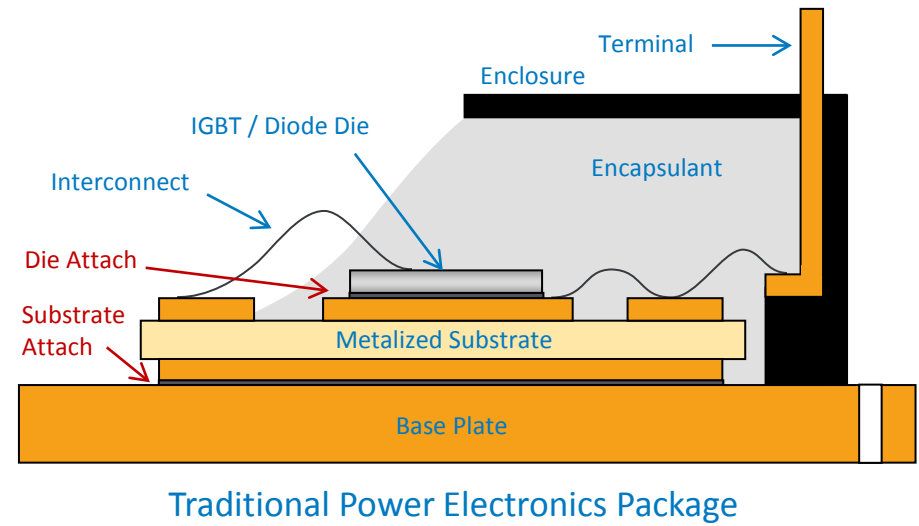 Terminal
Enclosure
IGBT / Diode Die
Encapsulant
Interconnect
Die Attach
Substrate
Attach
Metalized Substrate
Base Plate
Traditional Power Electronics Package